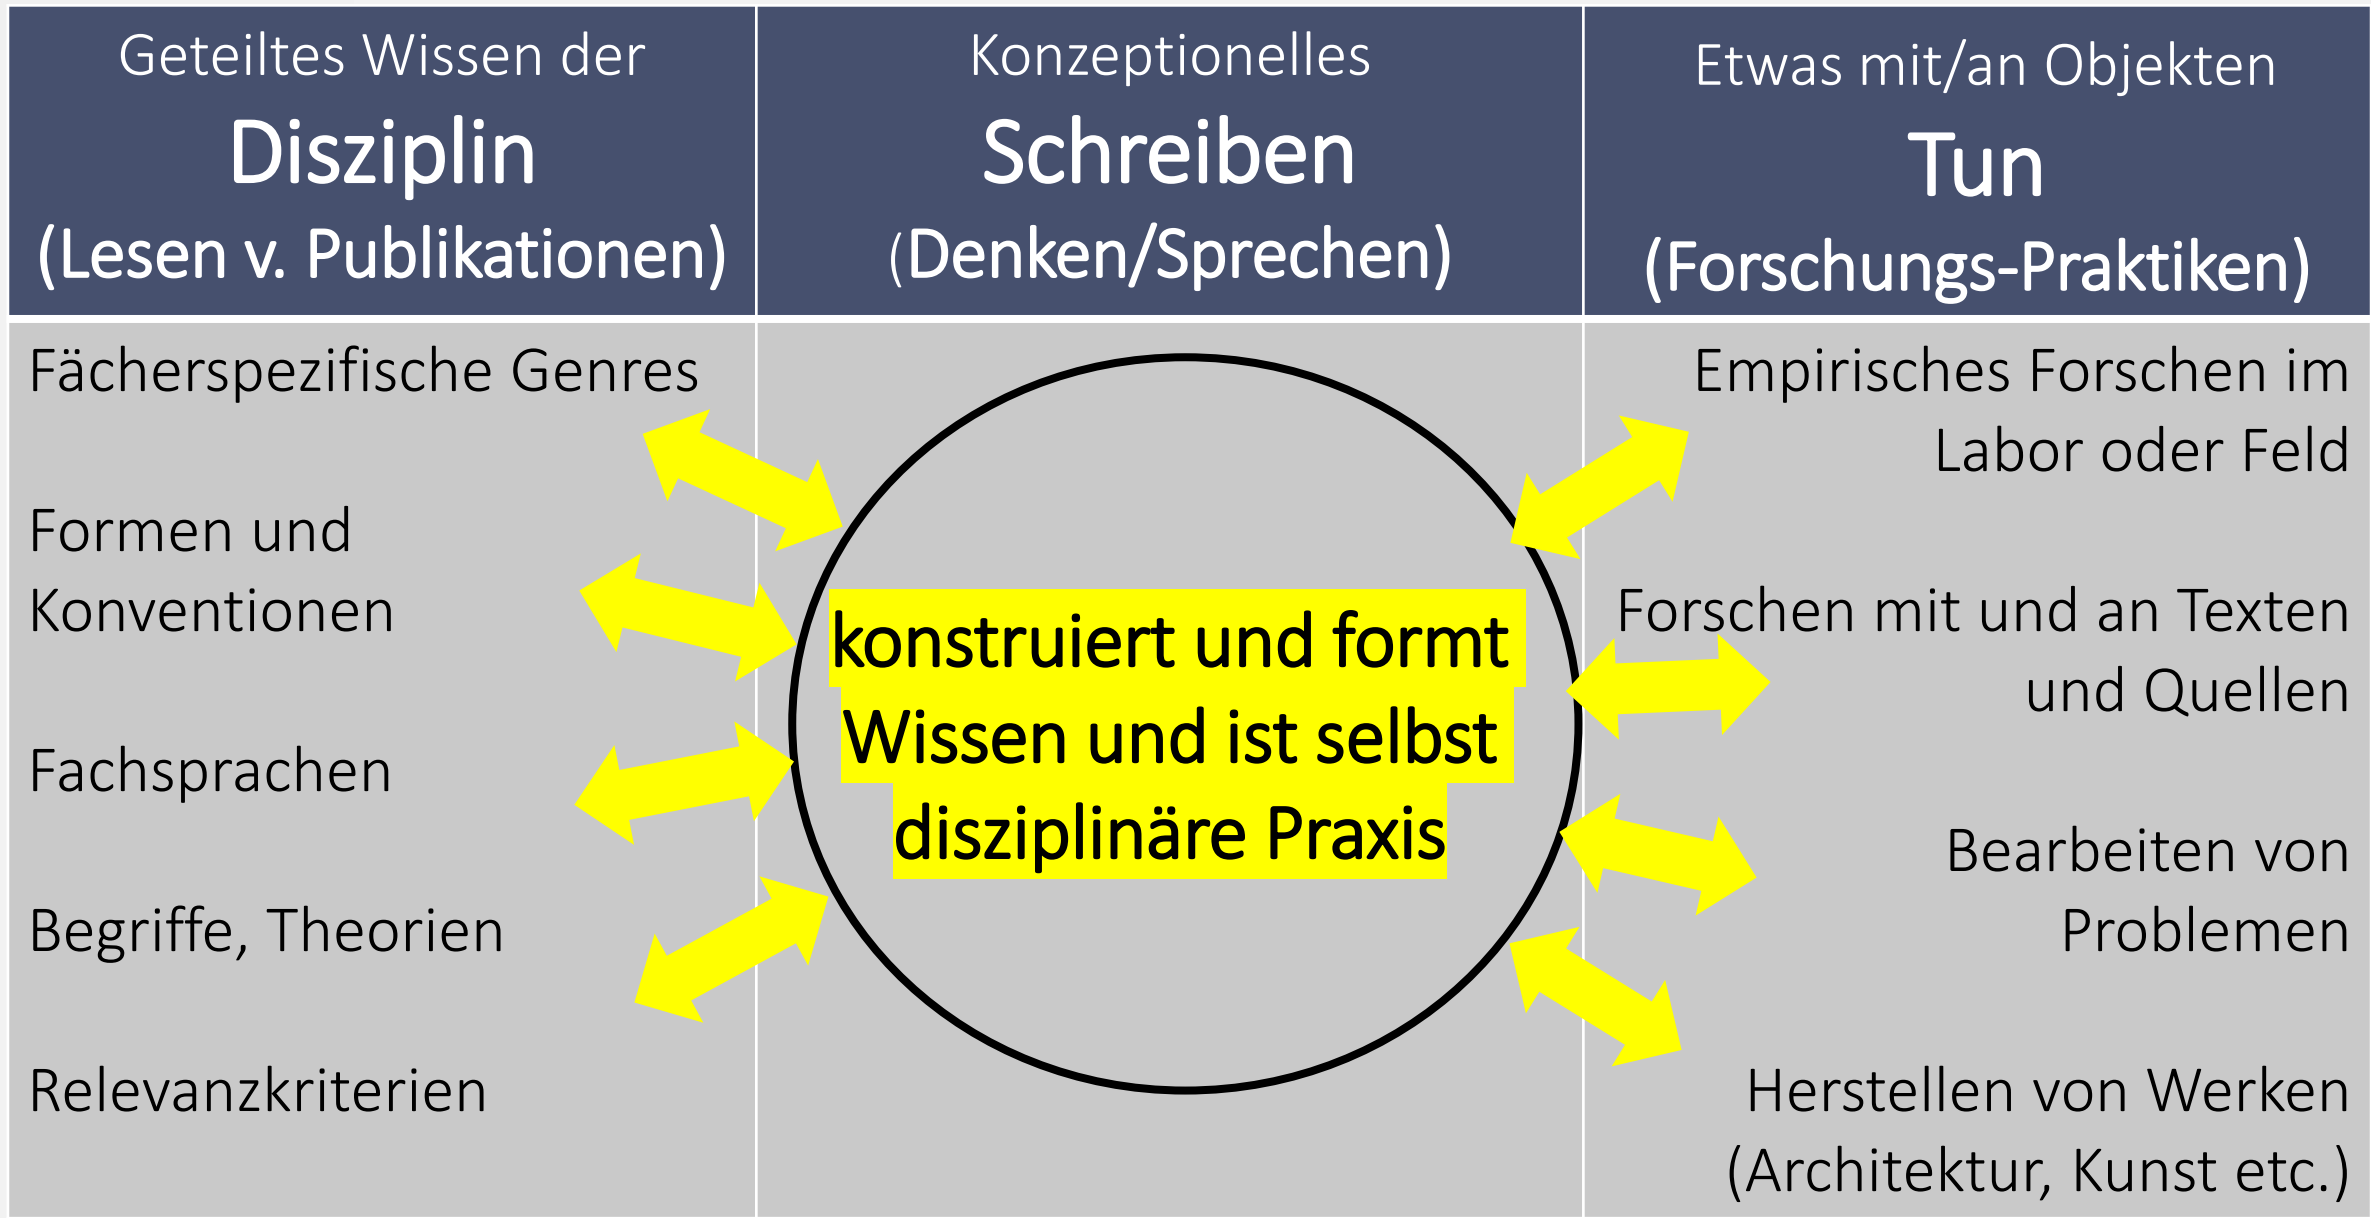 Geteiltes Wissen der
Disziplin
(Lesen v. Publikationen)
Konzeptionelles
Schreiben
(Denken/Sprechen)
Etwas mit/an Objekten
Tun
(Forschungs-Praktiken)
Fächerspezifische Genres
Formen und
Konventionen
Fachsprachen
Begriffe, Theorien
Relevanzkriterien
konstruiert und formt
Wissen und ist selbst
disziplinäre Praxis
Empirisches Forschen im
Labor oder Feld
Forschen mit und an Texten
und Quellen
Bearbeiten von
Problemen
Herstellen von Werken
(Architektur, Kunst etc.)